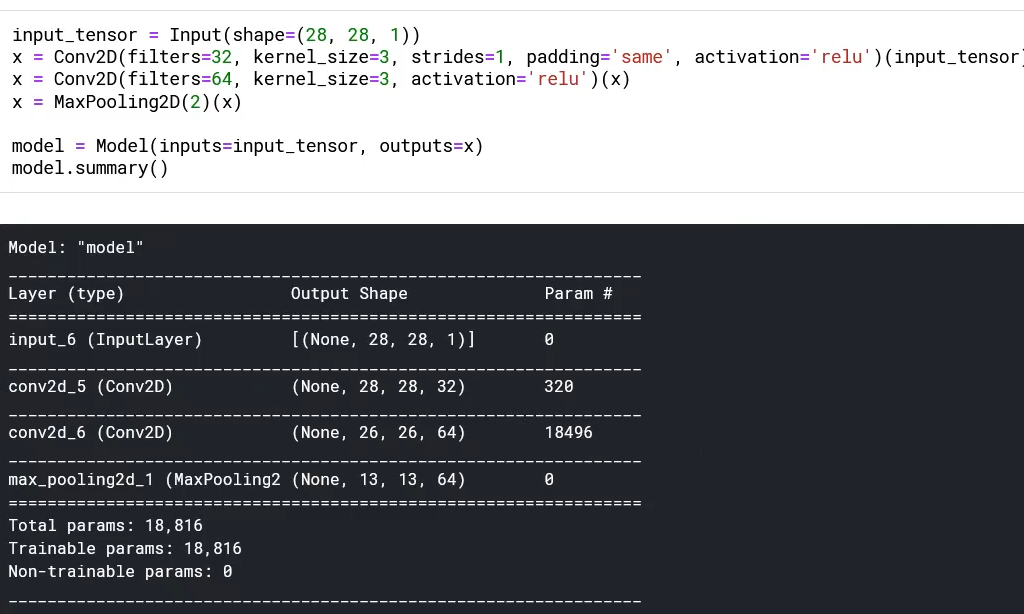 input_tensor = Input(shape=(28, 28, 1))
x = Conv2D(filters=32, kernel_size=3, strides=1, padding='same', activation='relu')(input_tensor)
x = Conv2D(filters=64, kernel_size=3, activation='relu')(x)
x = MaxPooling2D(2)(x)
model = Model(inputs=input_tensor, outputs=x)
model.summary()
Model: "model"
_________________________________________________________________
Layer (type)                 Output Shape              Param #
=================================================================
input_6 (InputLayer)         [(None, 28, 28, 1)]       0
_________________________________________________________________
conv2d_5 (Conv2D)            (None, 28, 28, 32)        320
_________________________________________________________________
conv2d_6 (Conv2D)            (None, 26, 26, 64)        18496
_________________________________________________________________
max_pooling2d_1 (MaxPooling2 (None, 13, 13, 64)        0
=================================================================
Total params: 18,816
Trainable params: 18,816
Non-trainable params: 0
_________________________________________________________________